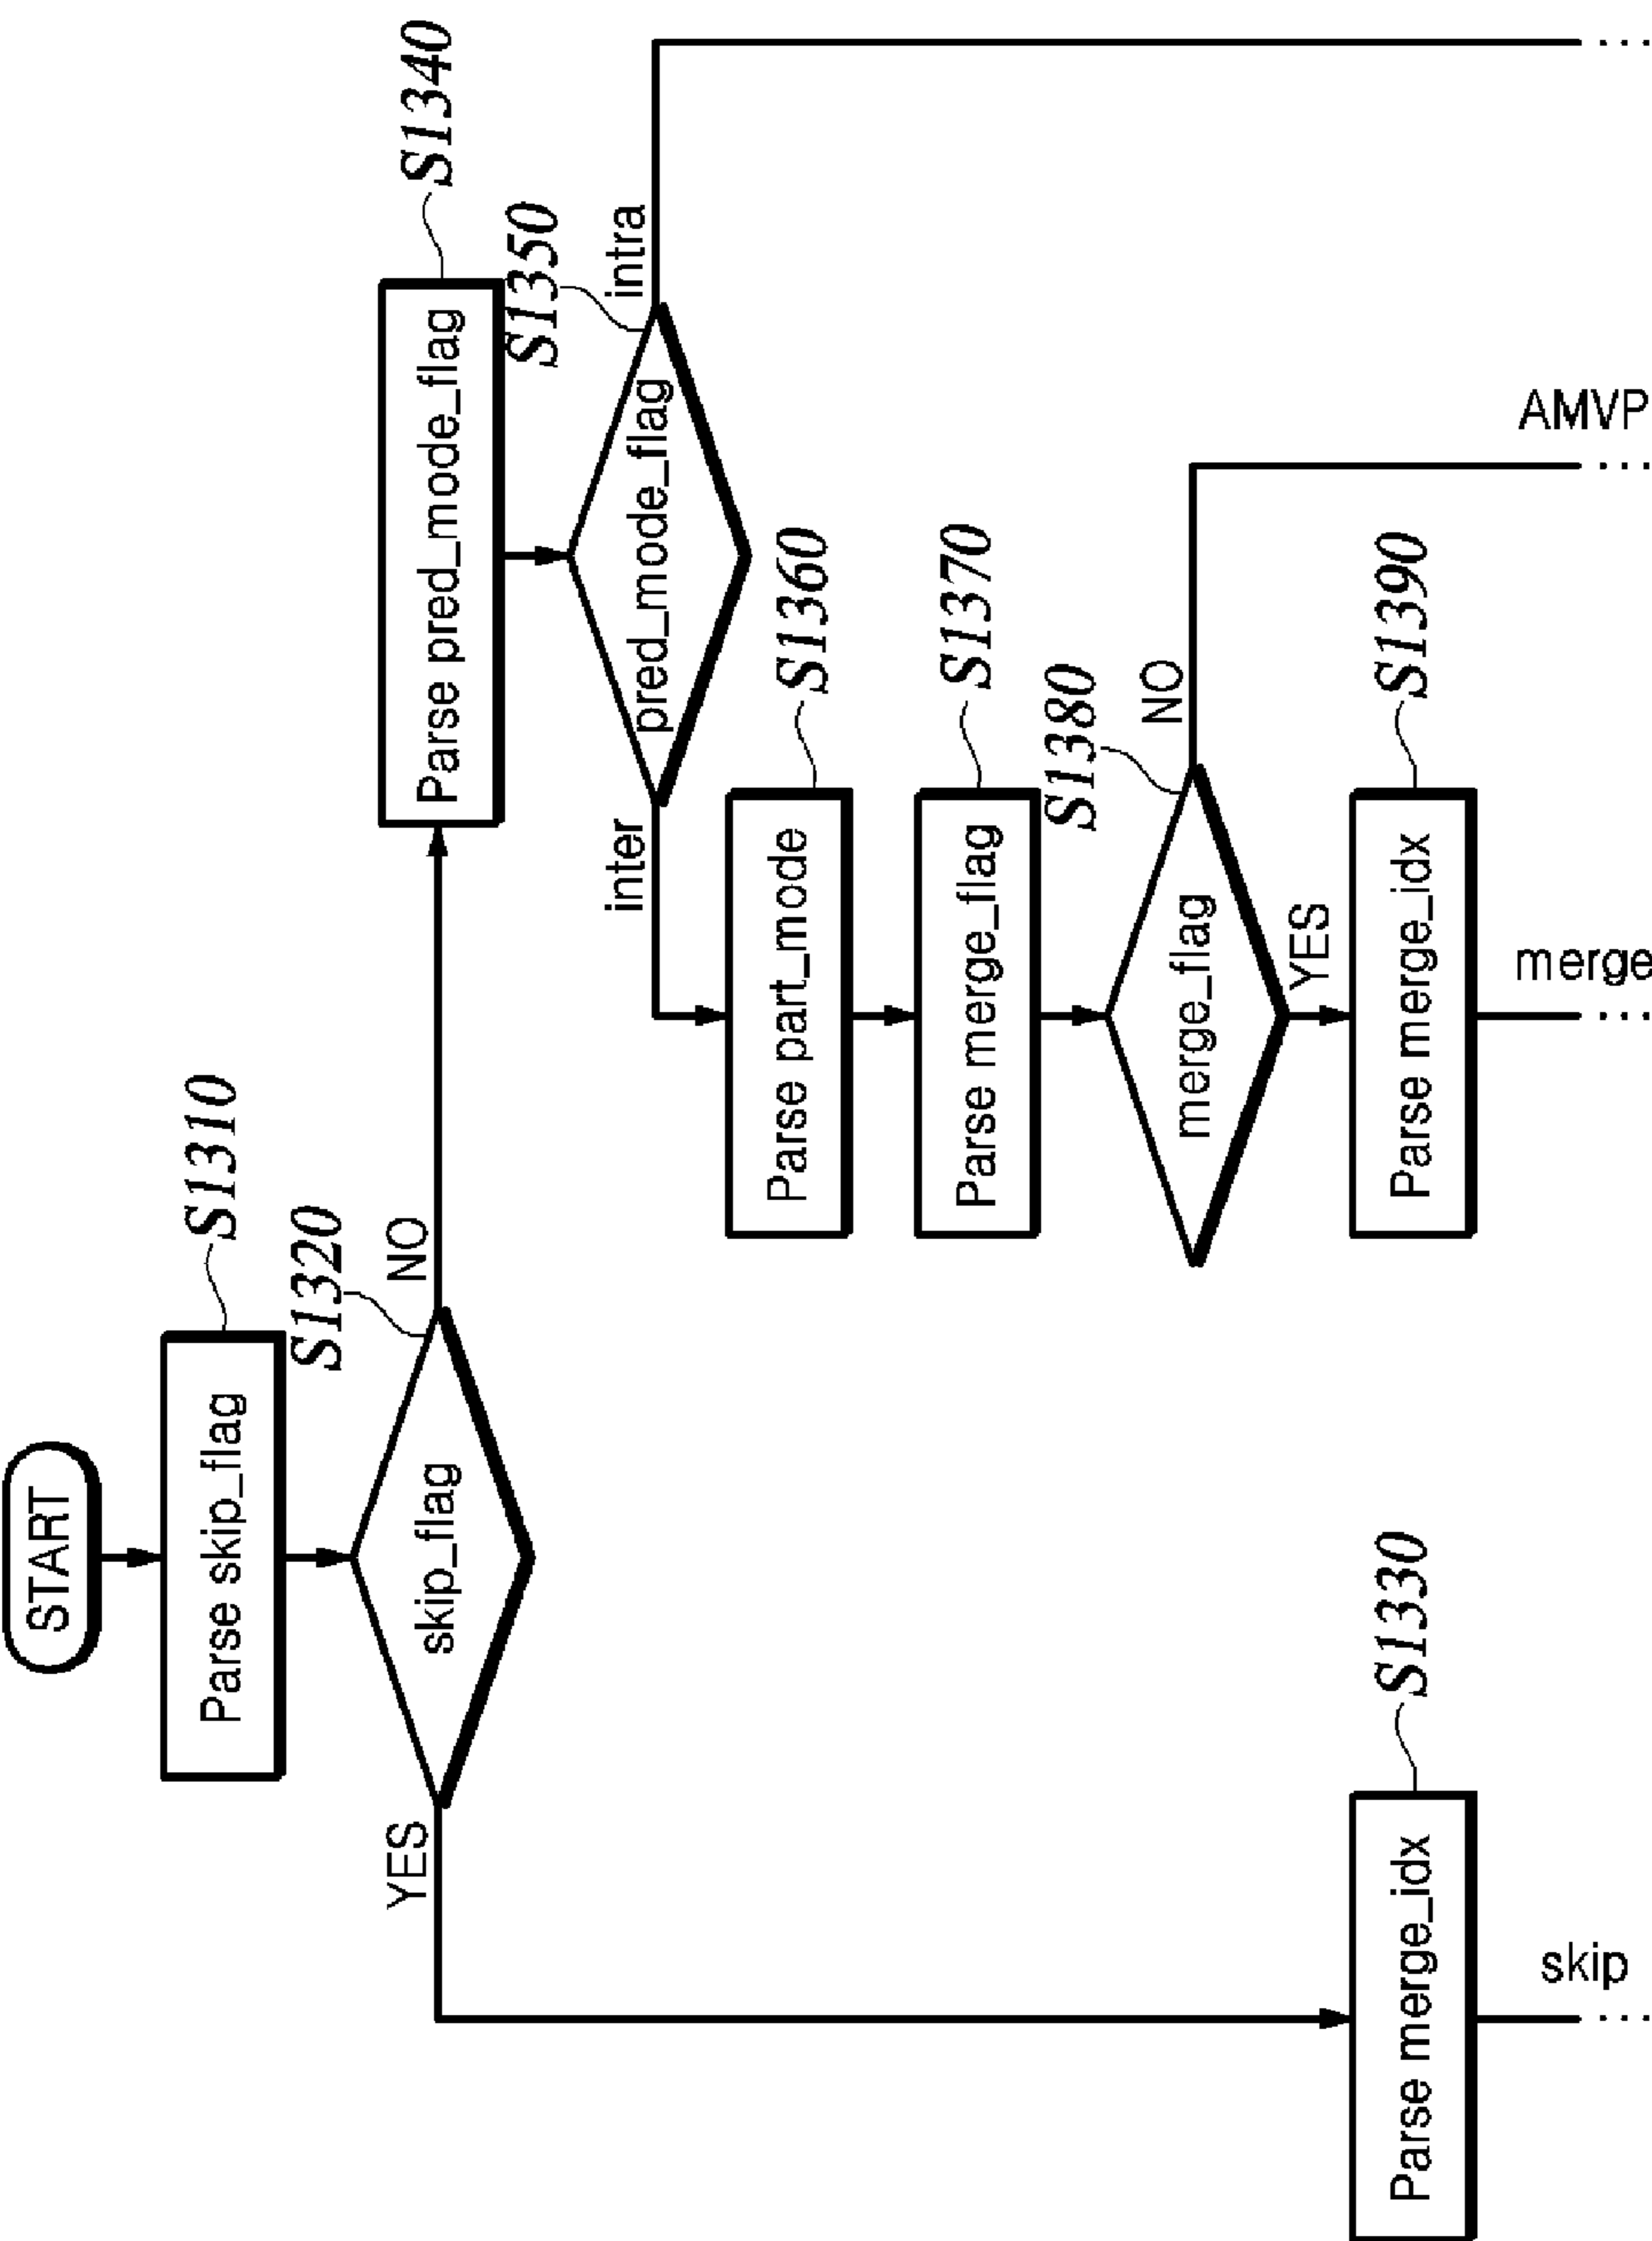 START
Parse skip_flag
S1310
skip_flag
S1320
YES
NO
Parse pred_mode_flag
S1340
pred_mode_flag
S1350
inter
intra
Parse part_mode
S1360
Parse merge_flag
S1370
merge_flag
S1380
NO
YES
Parse merge_idx
S1330
Parse merge_idx
S1390
skip
merge
AMVP
...
...
...
...